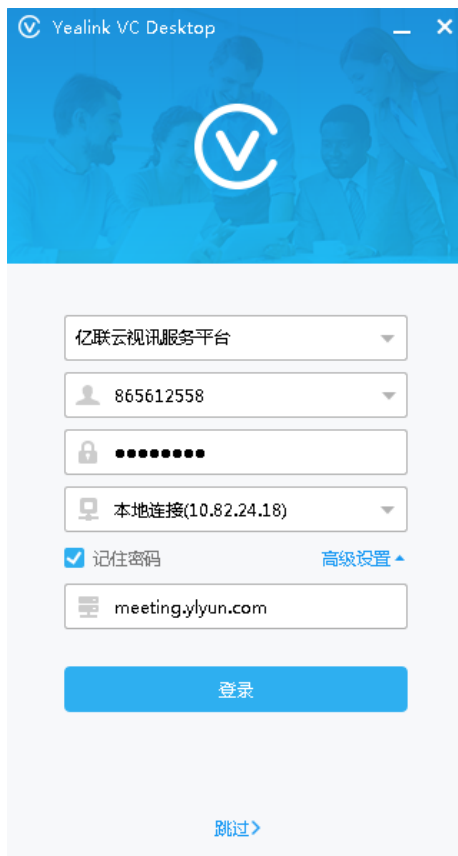 Yealink VC Desktop
亿联云视讯服务平台
865612558
●●●●●●●●
本地连接(10.82.24.18)
记住密码 高级设置
meeting.ylyun.com
登录
跳过